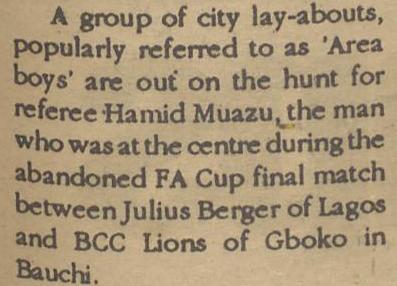 A group of city lay-abouts,
popularly referred to as 'Area
boys' are out on the hunt for
referee Hamid Muazu, the man
who was at the centre during the
abandoned FA Cup final match
between Julius Berger of Lagos
and BCC Lions of Gboko in
Bauchi.